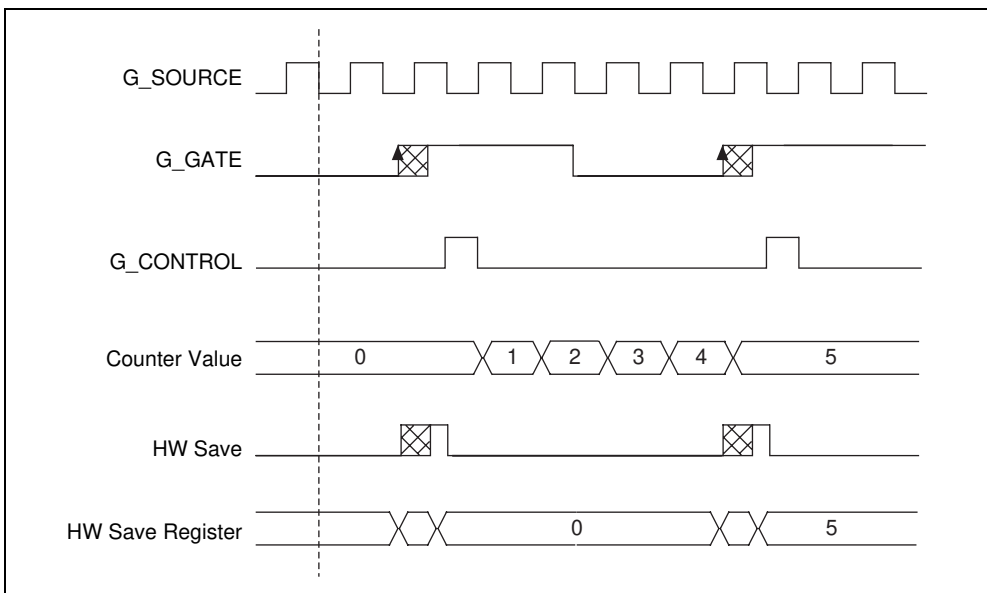 G_SOURCE
G_GATE
G_CONTROL
Counter Value 0 1 2 3 4 5
HW Save
HW Save Register 0 5